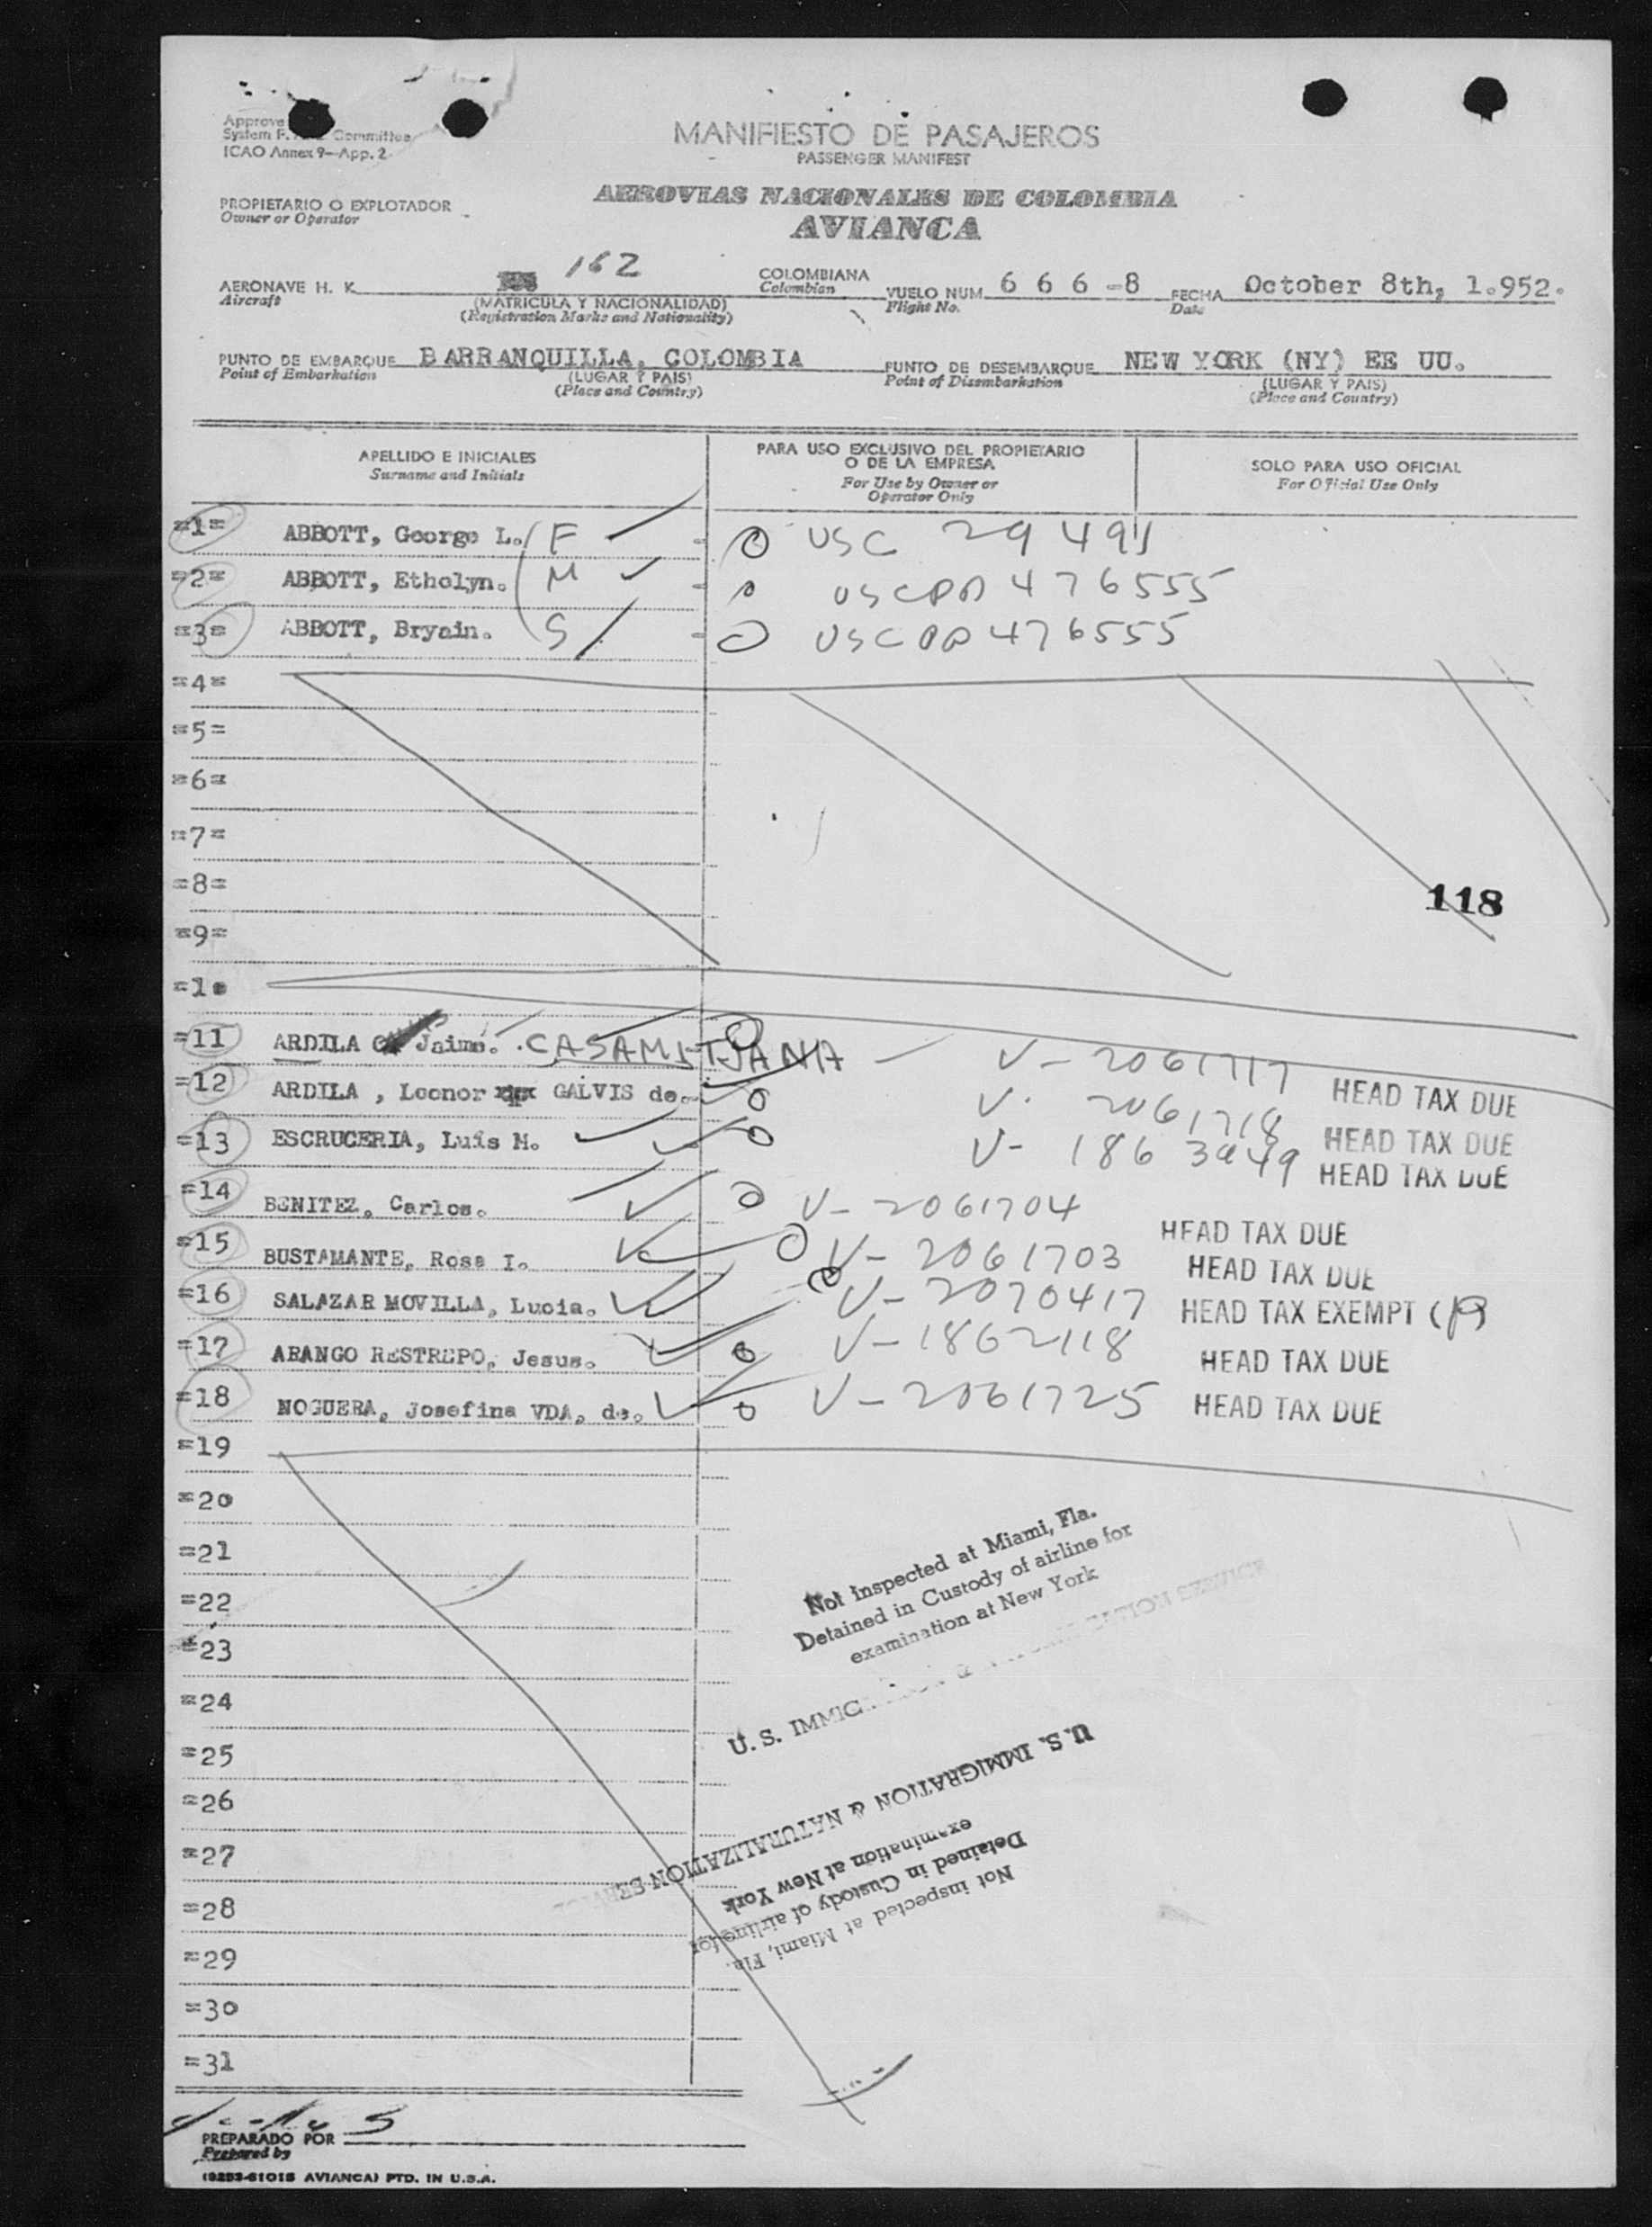 Approve
System F. Committee
ICAO Annex 9—App. 2
MANIFIESTO DE PASAJEROS
PASSENGER MANIFEST
PROPIETARIO O EXPLOTADOR
Owner or Operator
AEROVIAS NACIONALES DE COLOMBIA
AVIANCA
AERONAVE H. K. 162 COLOMBIANA VUELO NUM. 6 6 6 -8 FECHA October 8th, 1.952.
Aircraft (MATRICULA Y NACIONALIDAD) Colombian Flight No. Date
(Registration Marks and Nationality)
PUNTO DE EMBARQUE BARRANQUILLA, COLOMBIA PUNTO DE DESEMBARQUE NEW YORK (NY) EE UU.
Point of Embarkation (LUGAR Y PAIS) Point of Disembarkation (LUGAR Y PAIS)
(Place and Country) (Place and Country)
APELLIDO E INICIALES
Surname and Initials
PARA USO EXCLUSIVO DEL PROPIETARIO
O DE LA EMPRESA
For Use by Owner or
Operator Only
SOLO PARA USO OFICIAL
For Official Use Only
=1= ABBOTT, George L. F USC 29 491
=2= ABBOTT, Etholyn. M USCPP 476555
=3= ABBOTT, Bryain. S USCPP 476555
=4=
=5=
=6=
=7=
=8=
118
=9=
=1
=11 ARDILA Jaime. CASAMITJANA V- 2061717 HEAD TAX DUE
=12 ARDILA , Leonor GALVIS de. V- 2061718 HEAD TAX DUE
=13 ESCRUCERIA, Luis M. V- 1863949 HEAD TAX DUE
=14 BENITEZ, Carlos. V- 2061704 HEAD TAX DUE
=15 BUSTAMANTE, Rosa I. V- 2061703 HEAD TAX DUE
=16 SALAZAR MOVILLA, Lucia. V- 2070417 HEAD TAX EXEMPT
=17 ARANGO RESTREPO, Jesus. V-1862118 HEAD TAX DUE
=18 NOGUERA, Josefina VDA, de. V-2061725 HEAD TAX DUE
=19
=20
=21
=22
=23
=24
=25
=26
=27
=28
=29
=30
=31
Not inspected at Miami, Fla.
Detained in Custody of airline for
examination at New York
U. S. IMMIGRATION & NATURALIZATION SERVICE
U. S. IMMIGRATION & NATURALIZATION SERVICE
examination at New York
Detained in Custody of airline for
Not inspected at Miami, Fla.
PREPARADO POR
Prepared by
(9293-6101S AVIANCA) PTD. IN U.S.A.